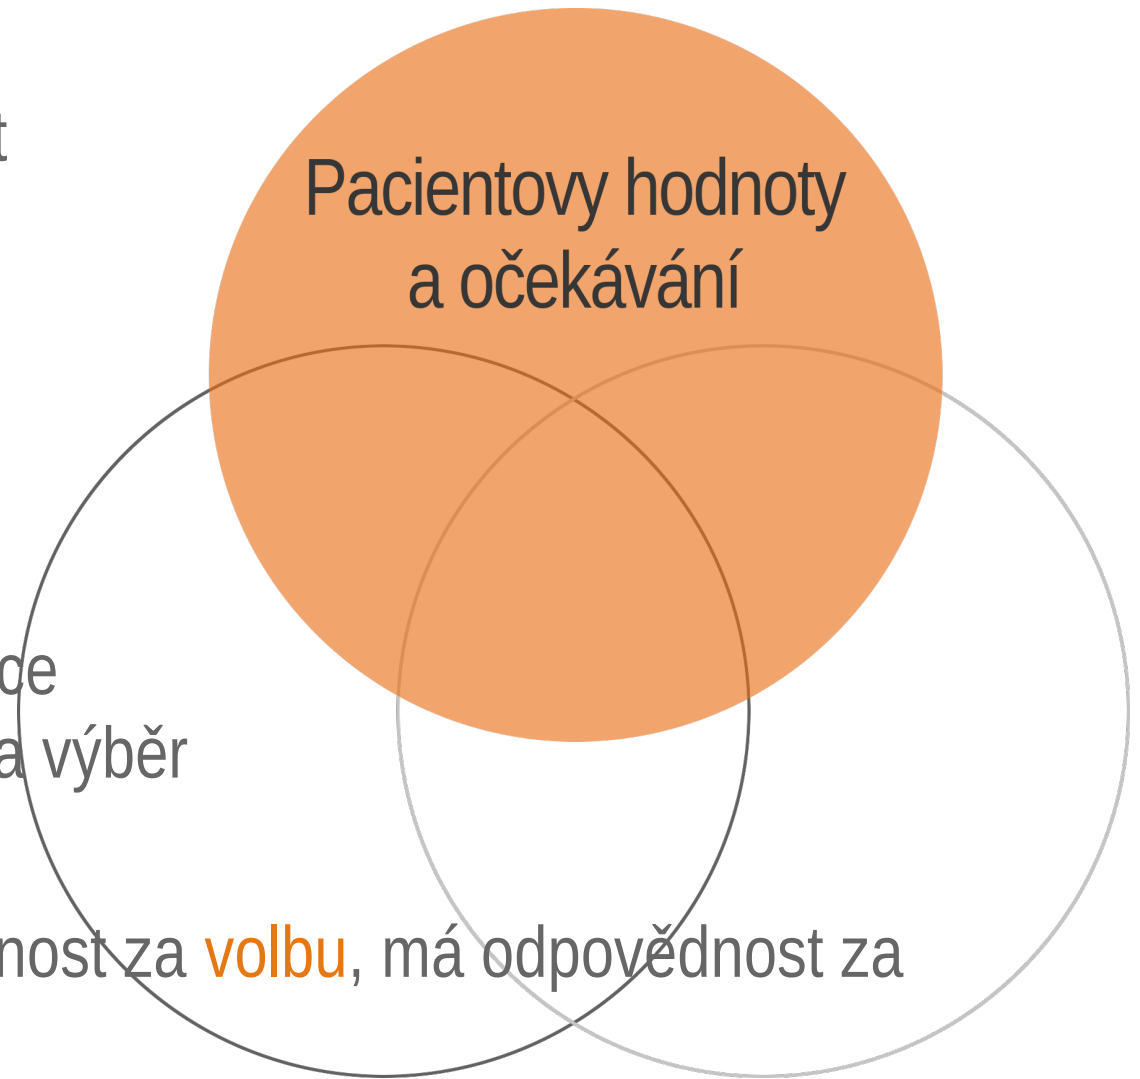 t
Pacientovy hodnoty
a očekávání
ce
a výběr
nost za volbu, má odpovědnost za